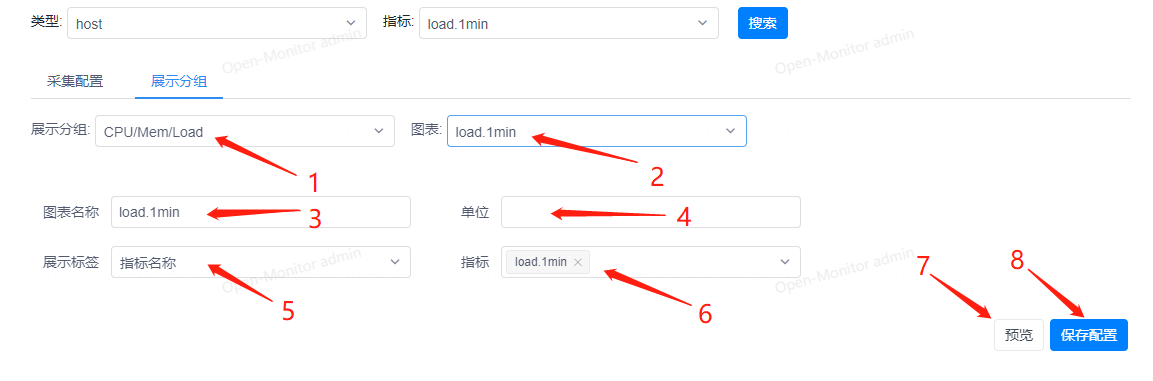 类型: host 指标: load.1min 搜索
Open-Monitor admin Open-Monitor admin
采集配置 展示分组
展示分组: CPU/Mem/Load 图表: load.1min
1 2
图表名称 load.1min 3 单位 4
展示标签 指标名称 指标 load.1min ×
Open-Monitor admin Open-Monitor admin
5 6 7 8
预览 保存配置